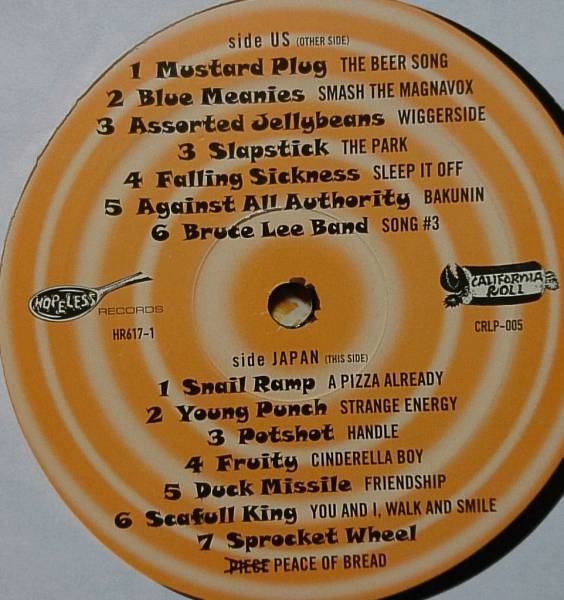 side US (OTHER SIDE)
1 Mustard Plug THE BEER SONG
2 Blue Meanies SMASH THE MAGNAVOX
3 Assorted Jellybeans WIGGERSIDE
3 Slapstick THE PARK
4 Falling Sickness SLEEP IT OFF
5 Against All Authority BAKUNIN
6 Bruce Lee Band SONG #3
HOPELESS
RECORDS
HR617-1
CALIFORNIA
ROLL
CRLP-005
side JAPAN (THIS SIDE)
1 Snail Ramp A PIZZA ALREADY
2 Young Punch STRANGE ENERGY
3 Potshot HANDLE
4 Fruity CINDERELLA BOY
5 Duck Missile FRIENDSHIP
6 Scafull King YOU AND I, WALK AND SMILE
7 Sprocket Wheel
PIECE PEACE OF BREAD